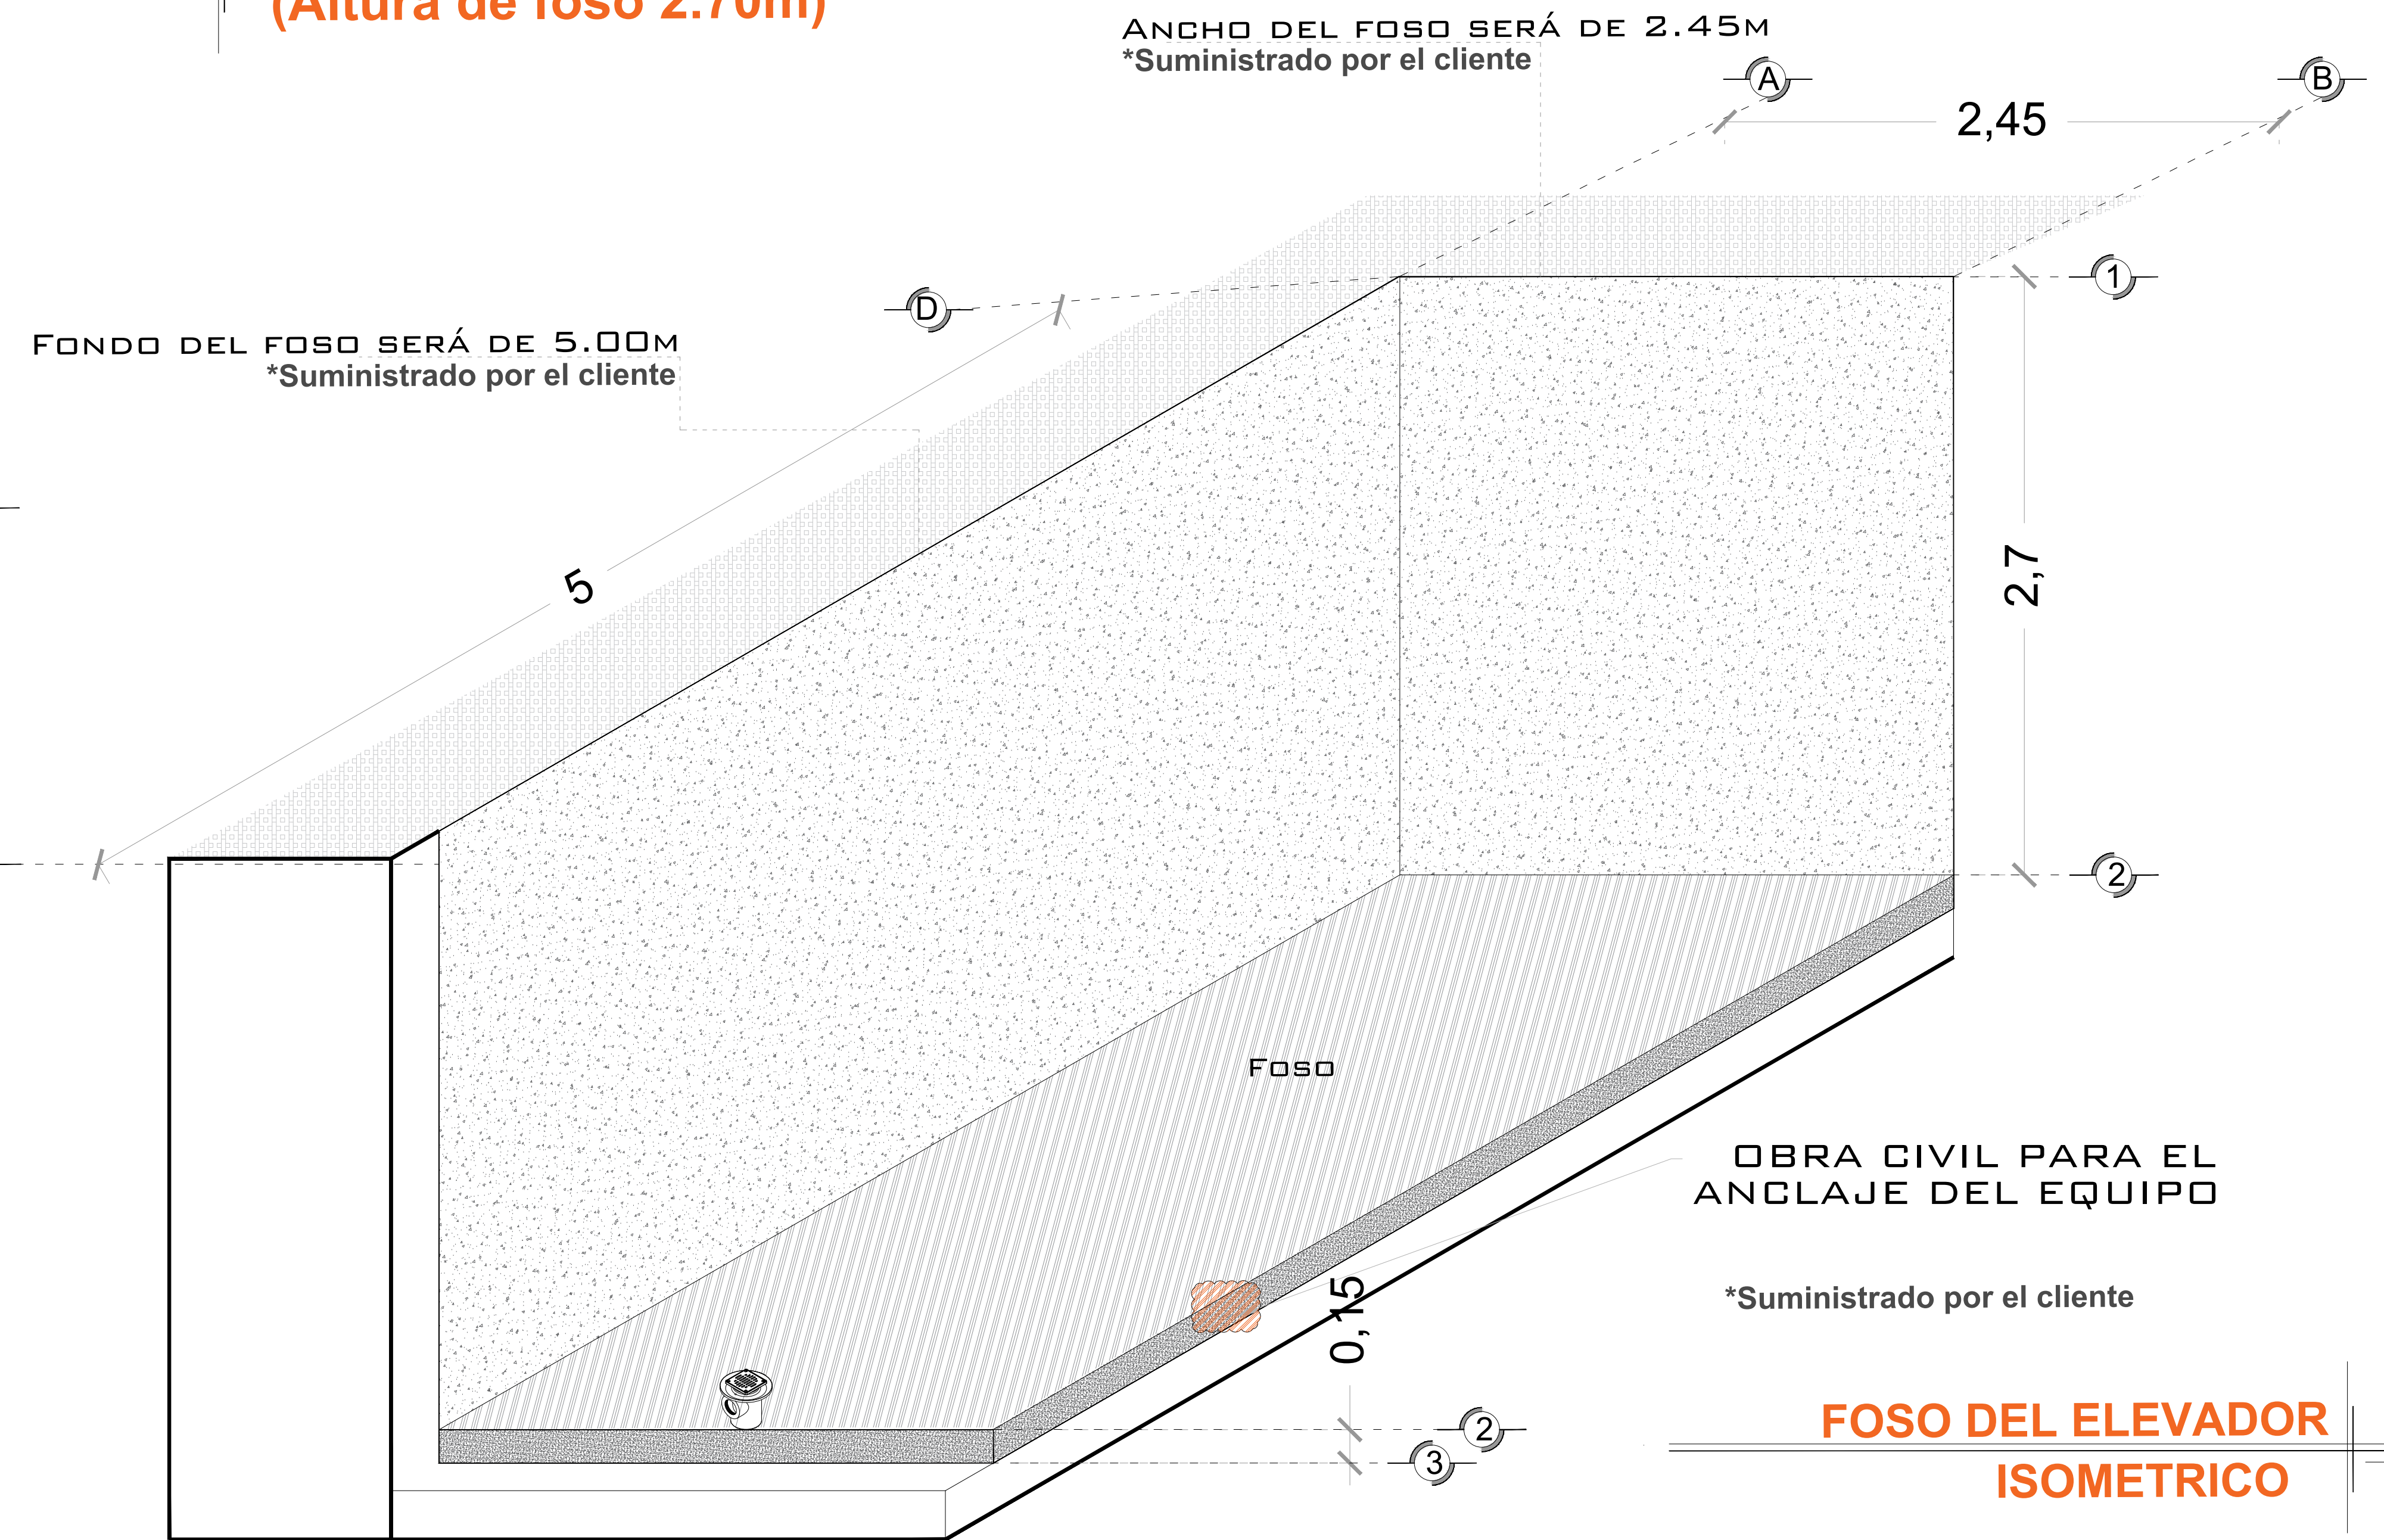 (Altura de foso 2.70m)
ANCHO DEL FOSO SERÁ DE 2.45M
*Suministrado por el cliente
A
B
2,45
1
D
FONDO DEL FOSO SERÁ DE 5.00M
*Suministrado por el cliente
5
2,7
2
FOSO
OBRA CIVIL PARA EL
ANCLAJE DEL EQUIPO
*Suministrado por el cliente
0,15
2
3
FOSO DEL ELEVADOR
ISOMETRICO